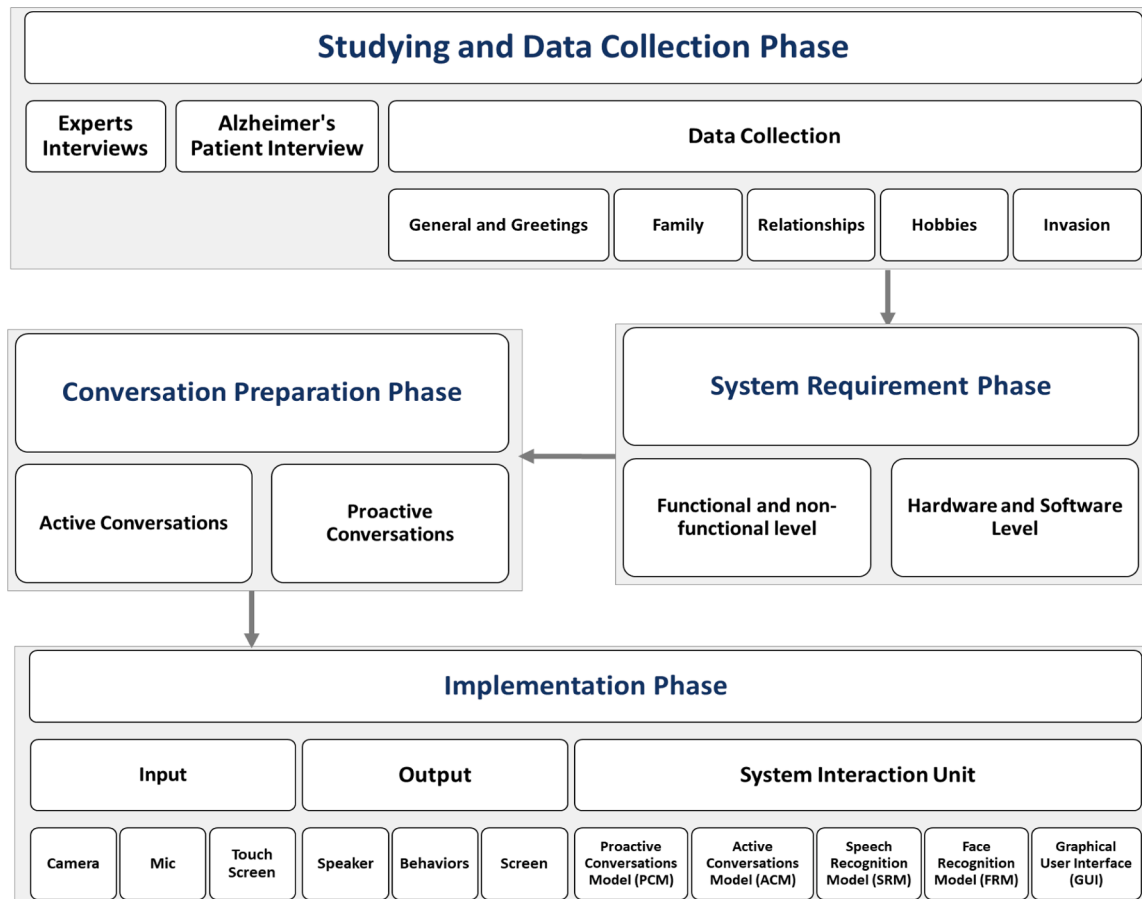 Studying and Data Collection Phase
Experts
Interviews
Alzheimer's
Patient Interview
Data Collection
General and Greetings
Family
Relationships
Hobbies
Invasion
Conversation Preparation Phase
Active Conversations
Proactive
Conversations
System Requirement Phase
Functional and non-
functional level
Hardware and Software
Level
Implementation Phase
Input
Output
System Interaction Unit
Camera
Mic
Touch
Screen
Speaker
Behaviors
Screen
Proactive
Conversations
Model (PCM)
Active
Conversations
Model (ACM)
Speech
Recognition
Model (SRM)
Face
Recognition
Model (FRM)
Graphical
User Interface
(GUI)